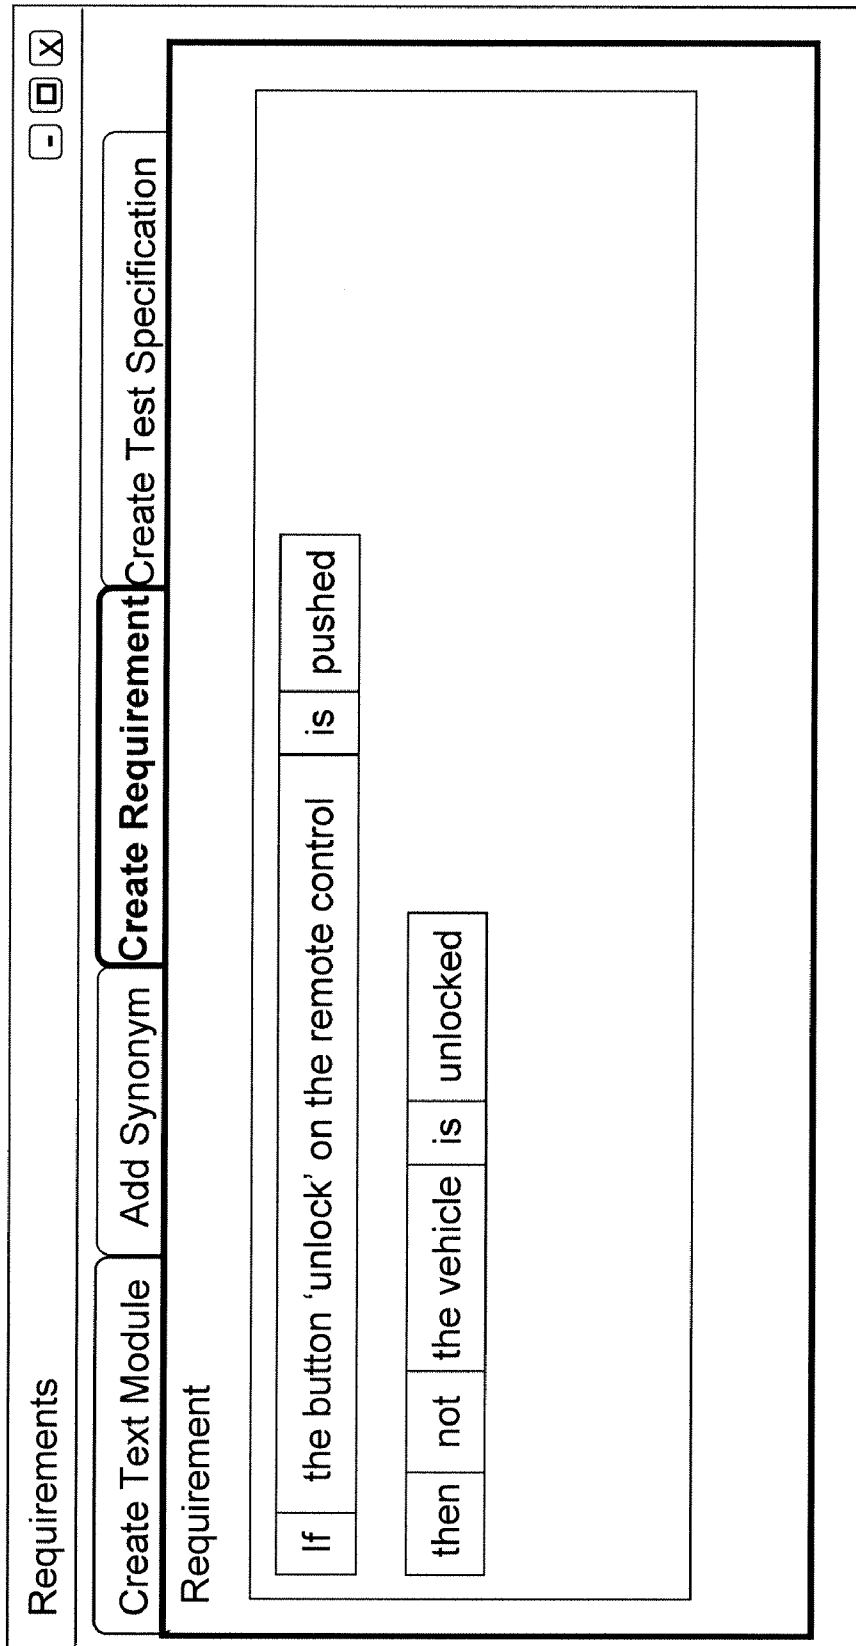 Requirements - X
Create Text Module Add Synonym Create Requirement Create Test Specification
Requirement
If the button ‘unlock’ on the remote control is pushed
then not the vehicle is unlocked